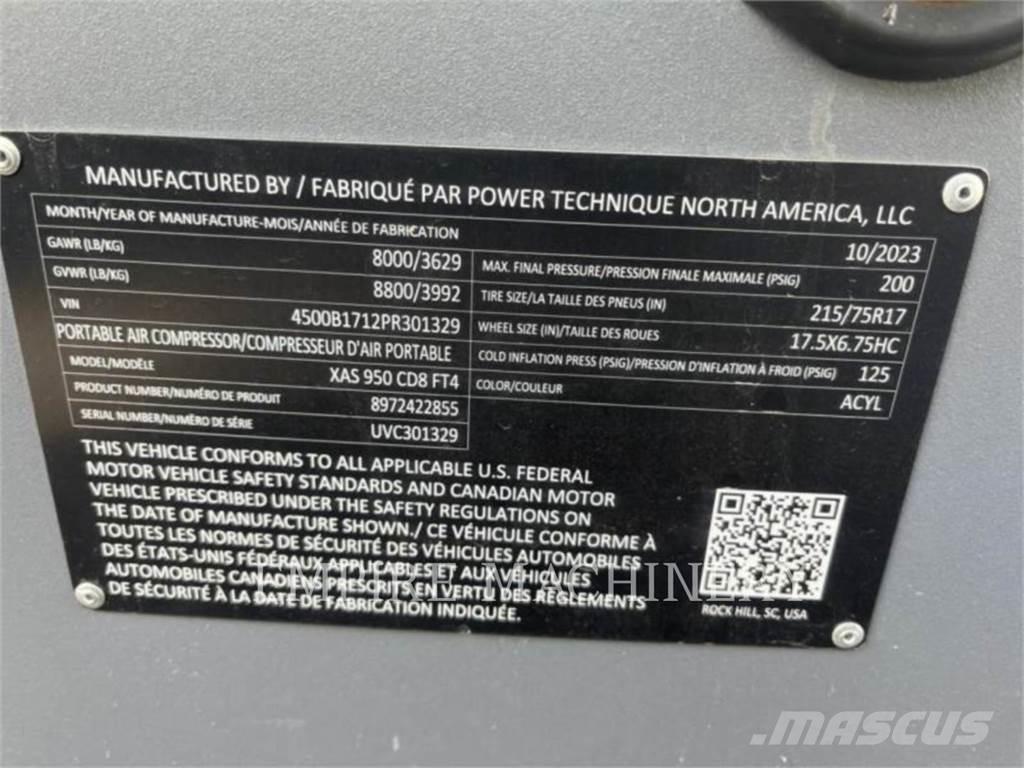 MANUFACTURED BY / FABRIQUÉ PAR POWER TECHNIQUE NORTH AMERICA, LLC
MONTH/YEAR OF MANUFACTURE-MOIS/ANNÉE DE FABRICATION 10/2023
GAWR (LB/KG) 8000/3629 MAX. FINAL PRESSURE/PRESSION FINALE MAXIMALE (PSIG) 200
GVWR (LB/KG) 8800/3992 TIRE SIZE/LA TAILLE DES PNEUS (IN) 215/75R17
VIN 4500B1712PR301329 WHEEL SIZE (IN)/TAILLE DES ROUES 17.5X6.75HC
PORTABLE AIR COMPRESSOR/COMPRESSEUR D'AIR PORTABLE COLD INFLATION PRESS (PSIG)/PRESSION D'INFLATION À FROID (PSIG) 125
MODEL/MODÈLE XAS 950 CD8 FT4 COLOR/COULEUR ACYL
PRODUCT NUMBER/NUMÉRO DE PRODUIT 8972422855
SERIAL NUMBER/NUMÉRO DE SÉRIE UVC301329
THIS VEHICLE CONFORMS TO ALL APPLICABLE U.S. FEDERAL
MOTOR VEHICLE SAFETY STANDARDS AND CANADIAN MOTOR
VEHICLE PRESCRIBED UNDER THE SAFETY REGULATIONS ON
THE DATE OF MANUFACTURE SHOWN./ CE VÉHICULE CONFORME À
TOUTES LES NORMES DE SÉCURITÉ DES VÉHICULES AUTOMOBILES
DES ÉTATS-UNIS FÉDÉRAUX APPLICABLES ET AUX VÉHICULES
AUTOMOBILES CANADIENS PRESCRITS EN VERTU DES RÈGLEMENTS
DE SÉCURITÉ À LA DATE DE FABRICATION INDIQUÉE.
ROCK HILL, SC, USA
EMPIRE MACHINERY
MASCUS